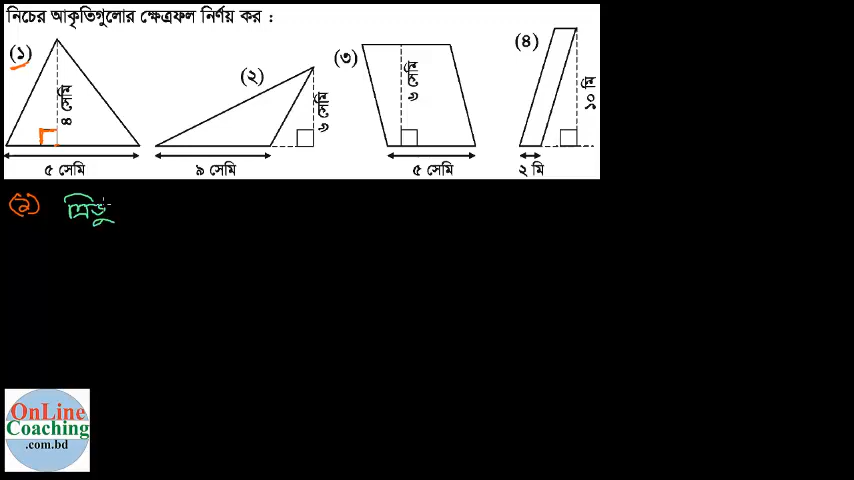 নিচের আকৃতিগুলোর ক্ষেত্রফল নির্ণয় কর :
(১)
৪ সেমি
৫ সেমি
(২)
৬ সেমি
৯ সেমি
(৩)
৬ সেমি
৫ সেমি
(৪)
১০ মি
২ মি
(১) ত্রিভু
OnLine
Coaching
.com.bd